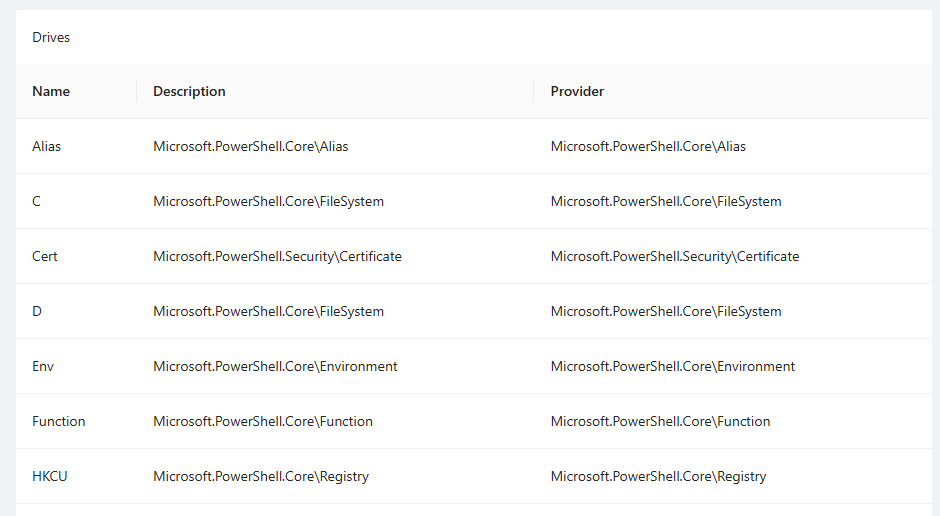 Drives
Name Description Provider
Alias Microsoft.PowerShell.Core\Alias Microsoft.PowerShell.Core\Alias
C Microsoft.PowerShell.Core\FileSystem Microsoft.PowerShell.Core\FileSystem
Cert Microsoft.PowerShell.Security\Certificate Microsoft.PowerShell.Security\Certificate
D Microsoft.PowerShell.Core\FileSystem Microsoft.PowerShell.Core\FileSystem
Env Microsoft.PowerShell.Core\Environment Microsoft.PowerShell.Core\Environment
Function Microsoft.PowerShell.Core\Function Microsoft.PowerShell.Core\Function
HKCU Microsoft.PowerShell.Core\Registry Microsoft.PowerShell.Core\Registry